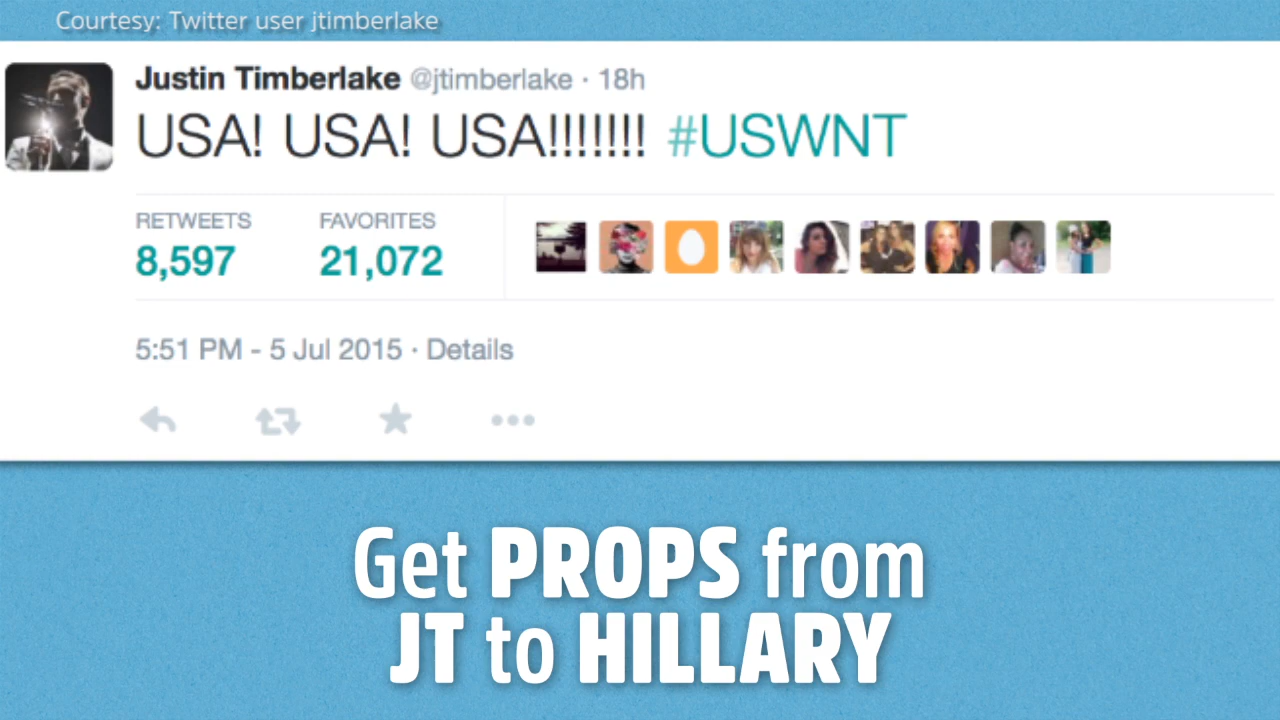 Courtesy: Twitter user jtimberlake
Justin Timberlake @jtimberlake · 18h
USA! USA! USA!!!!!!! #USWNT
RETWEETS FAVORITES
8,597 21,072
5:51 PM - 5 Jul 2015 · Details
Get PROPS from
JT to HILLARY